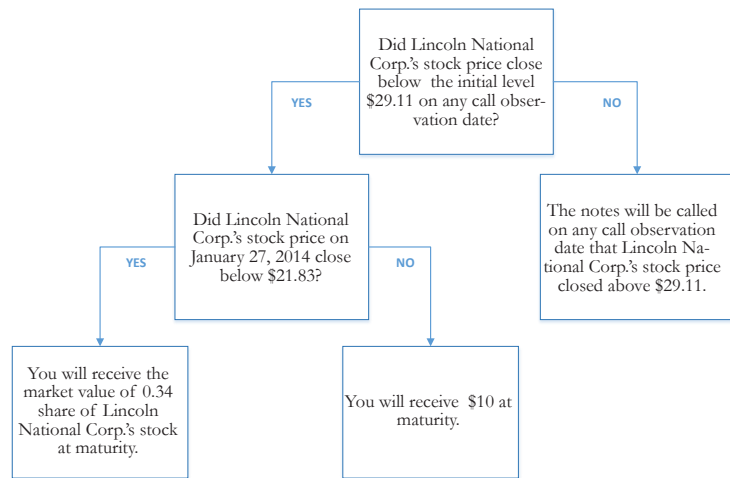 Did Lincoln National
Corp.'s stock price close
below the initial level
$29.11 on any call obser-
vation date?
YES
NO
Did Lincoln National
Corp.'s stock price on
January 27, 2014 close
below $21.83?
The notes will be called
on any call observation
date that Lincoln Na-
tional Corp.'s stock price
closed above $29.11.
YES
NO
You will receive the
market value of 0.34
share of Lincoln
National Corp.'s stock
at maturity.
You will receive $10 at
maturity.